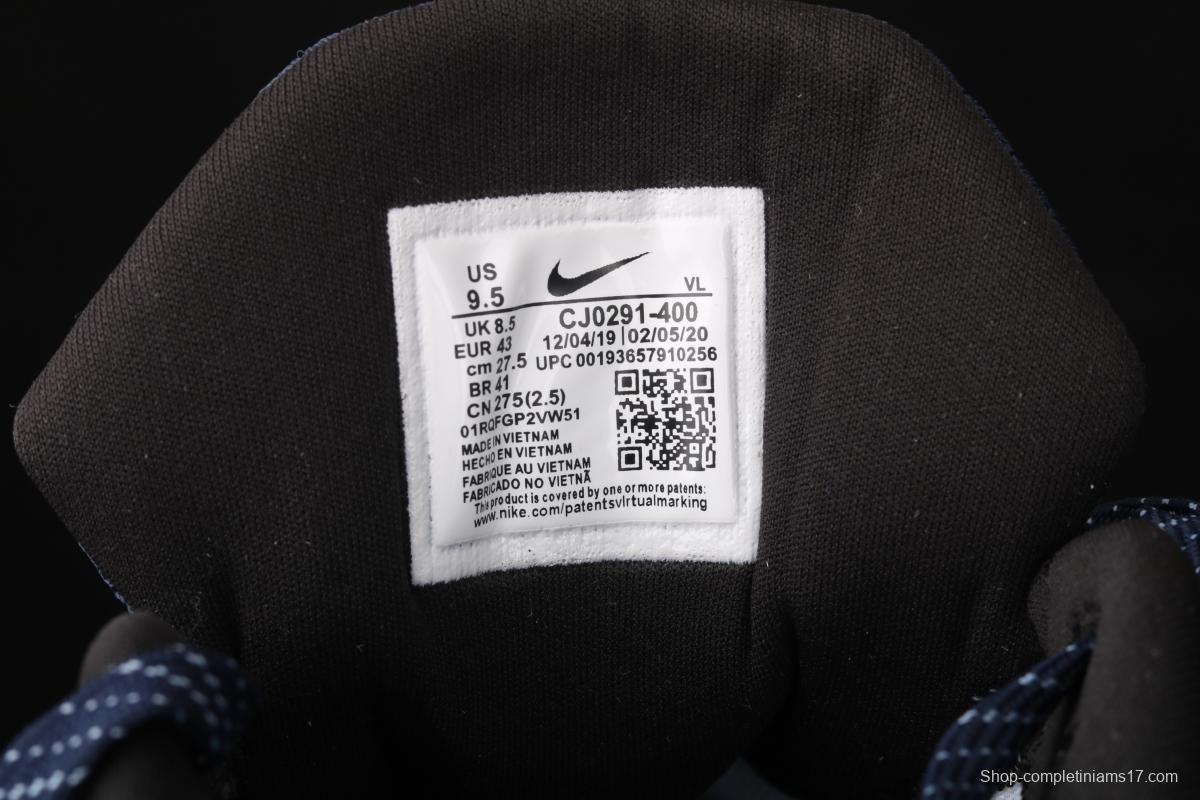 US
9.5
VL
UK 8.5
CJ0291-400
EUR 43
12/04/19 | 02/05/20
cm 27.5
UPC 00193657910256
BR 41
CN 275(2.5)
01RQFGP2VW51
MADE IN VIETNAM
HECHO EN VIETNAM
FABRIQUE AU VIETNAM
FABRICADO NO VIETNÃ
This product is covered by one or more patents:
www.nike.com/patentsvirtualmarking
Shop-completiniams17.com